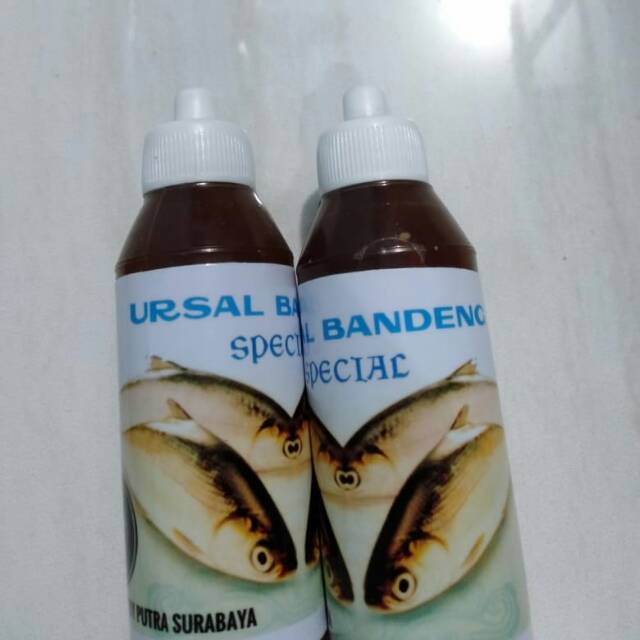 URSAL BA
SPECI
PUTRA SURABAYA
L BANDENG
SPECIAL